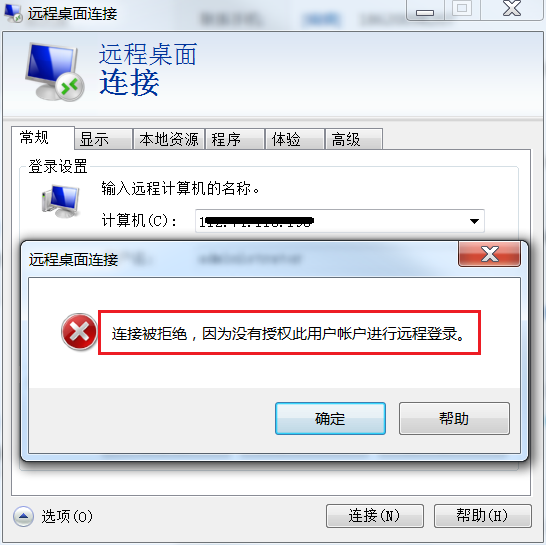 远程桌面连接
远程桌面
连接
常规 显示 本地资源 程序 体验 高级
登录设置
输入远程计算机的名称。
计算机(C):
远程桌面连接
连接被拒绝，因为没有授权此用户帐户进行远程登录。
确定 帮助
选项(O) 连接(N) 帮助(H)